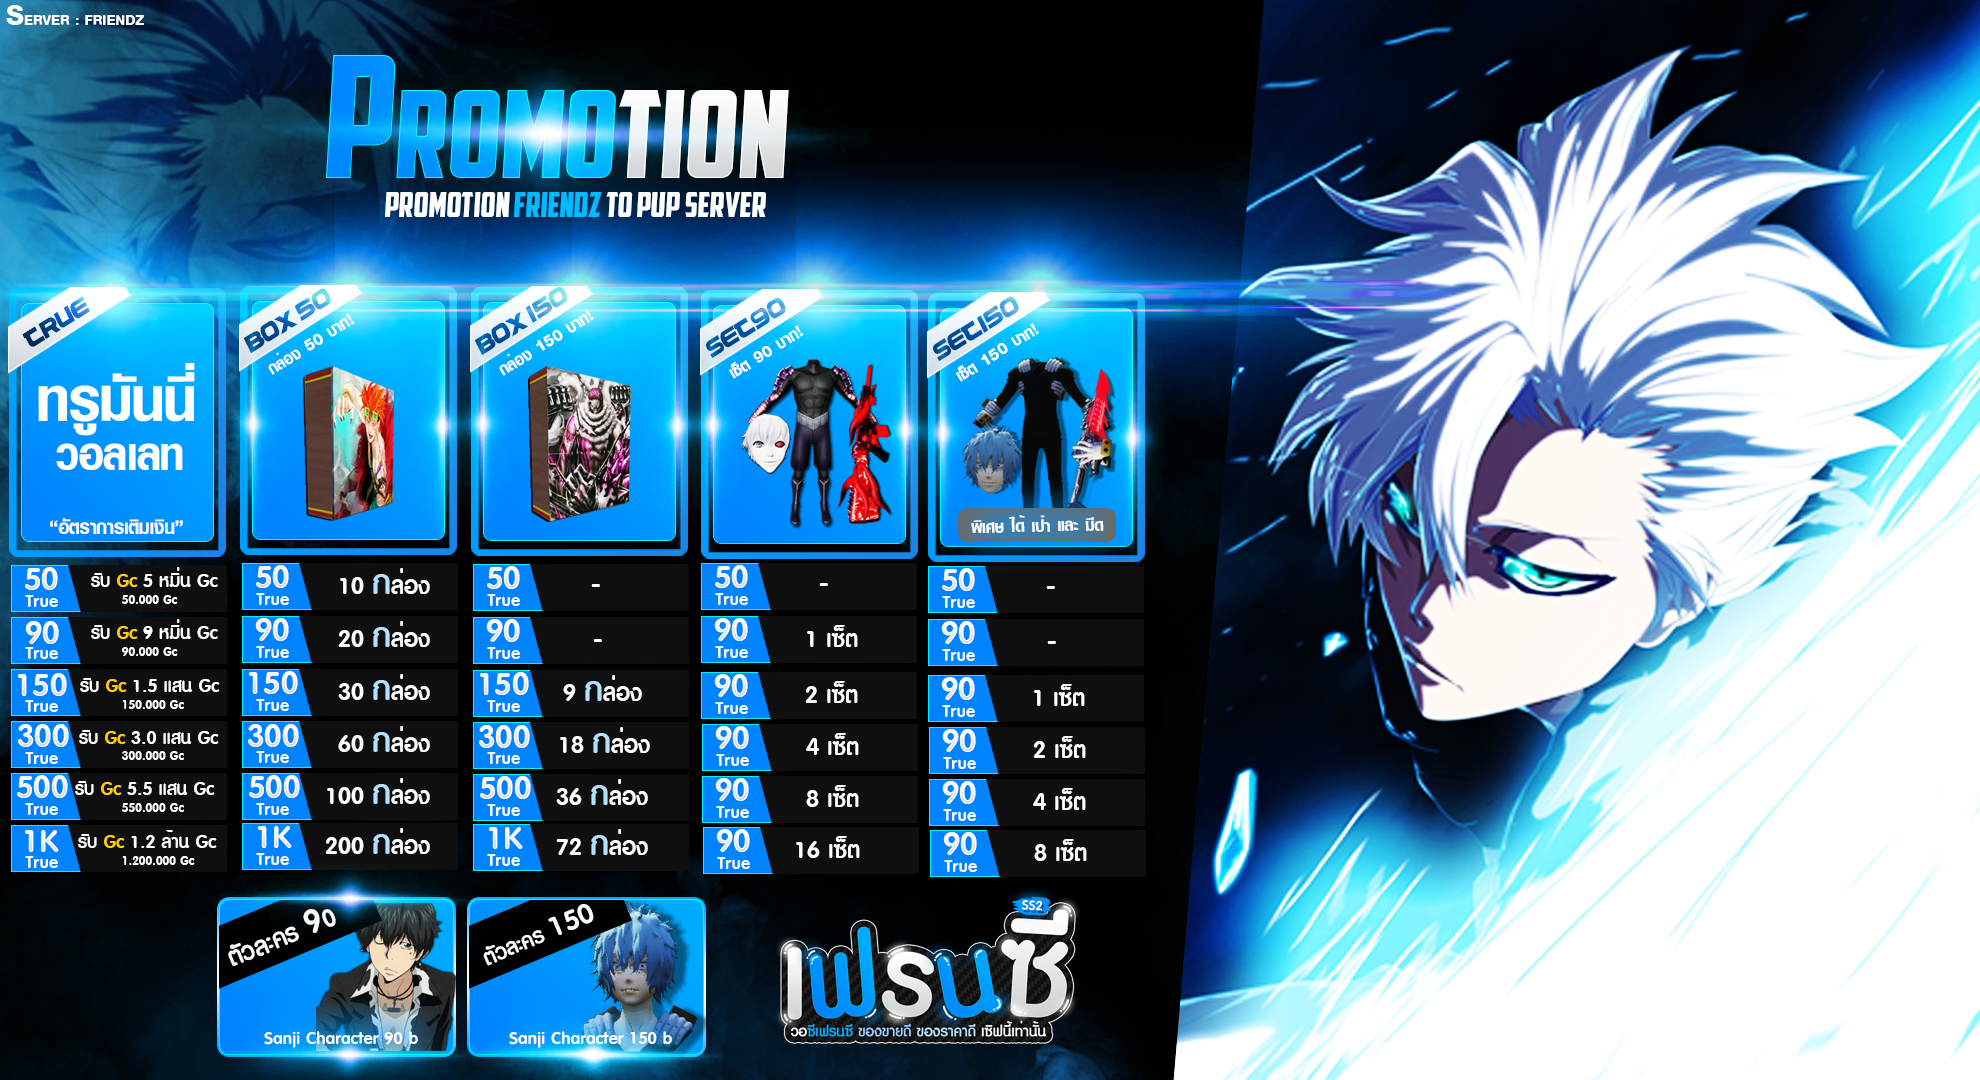 SERVER : FRIENDZ
PROMOTION
PROMOTION FRIENDZ TO PUP SERVER
TRUE
ทรูมันนี่
วอลเลท
“อัตราการเติมเงิน”
50 True รับ Gc 5 หมื่น Gc
50.000 Gc
90 True รับ Gc 9 หมื่น Gc
90.000 Gc
150 True รับ Gc 1.5 แสน Gc
150.000 Gc
300 True รับ Gc 3.0 แสน Gc
300.000 Gc
500 True รับ Gc 5.5 แสน Gc
550.000 Gc
1K True รับ Gc 1.2 ล้าน Gc
1.200.000 Gc
BOX 50
กล่อง 50 บาท!
50 True 10 กล่อง
90 True 20 กล่อง
150 True 30 กล่อง
300 True 60 กล่อง
500 True 100 กล่อง
1K True 200 กล่อง
BOX 150
กล่อง 150 บาท!
50 True -
90 True -
150 True 9 กล่อง
300 True 18 กล่อง
500 True 36 กล่อง
1K True 72 กล่อง
SET90
เซ็ต 90 บาท!
50 True -
90 True 1 เซ็ต
90 True 2 เซ็ต
90 True 4 เซ็ต
90 True 8 เซ็ต
90 True 16 เซ็ต
SET150
เซ็ต 150 บาท!
พิเศษ ได้ เป๋า และ มีด
50 True -
90 True -
90 True 1 เซ็ต
90 True 2 เซ็ต
90 True 4 เซ็ต
90 True 8 เซ็ต
ตัวละคร 90
Sanji Character 90 b
ตัวละคร 150
Sanji Character 150 b
SS2
เฟรนซี
วอซีเฟรนซี ของขายดี ของราคาดี เซิฟนี้เท่านั้น